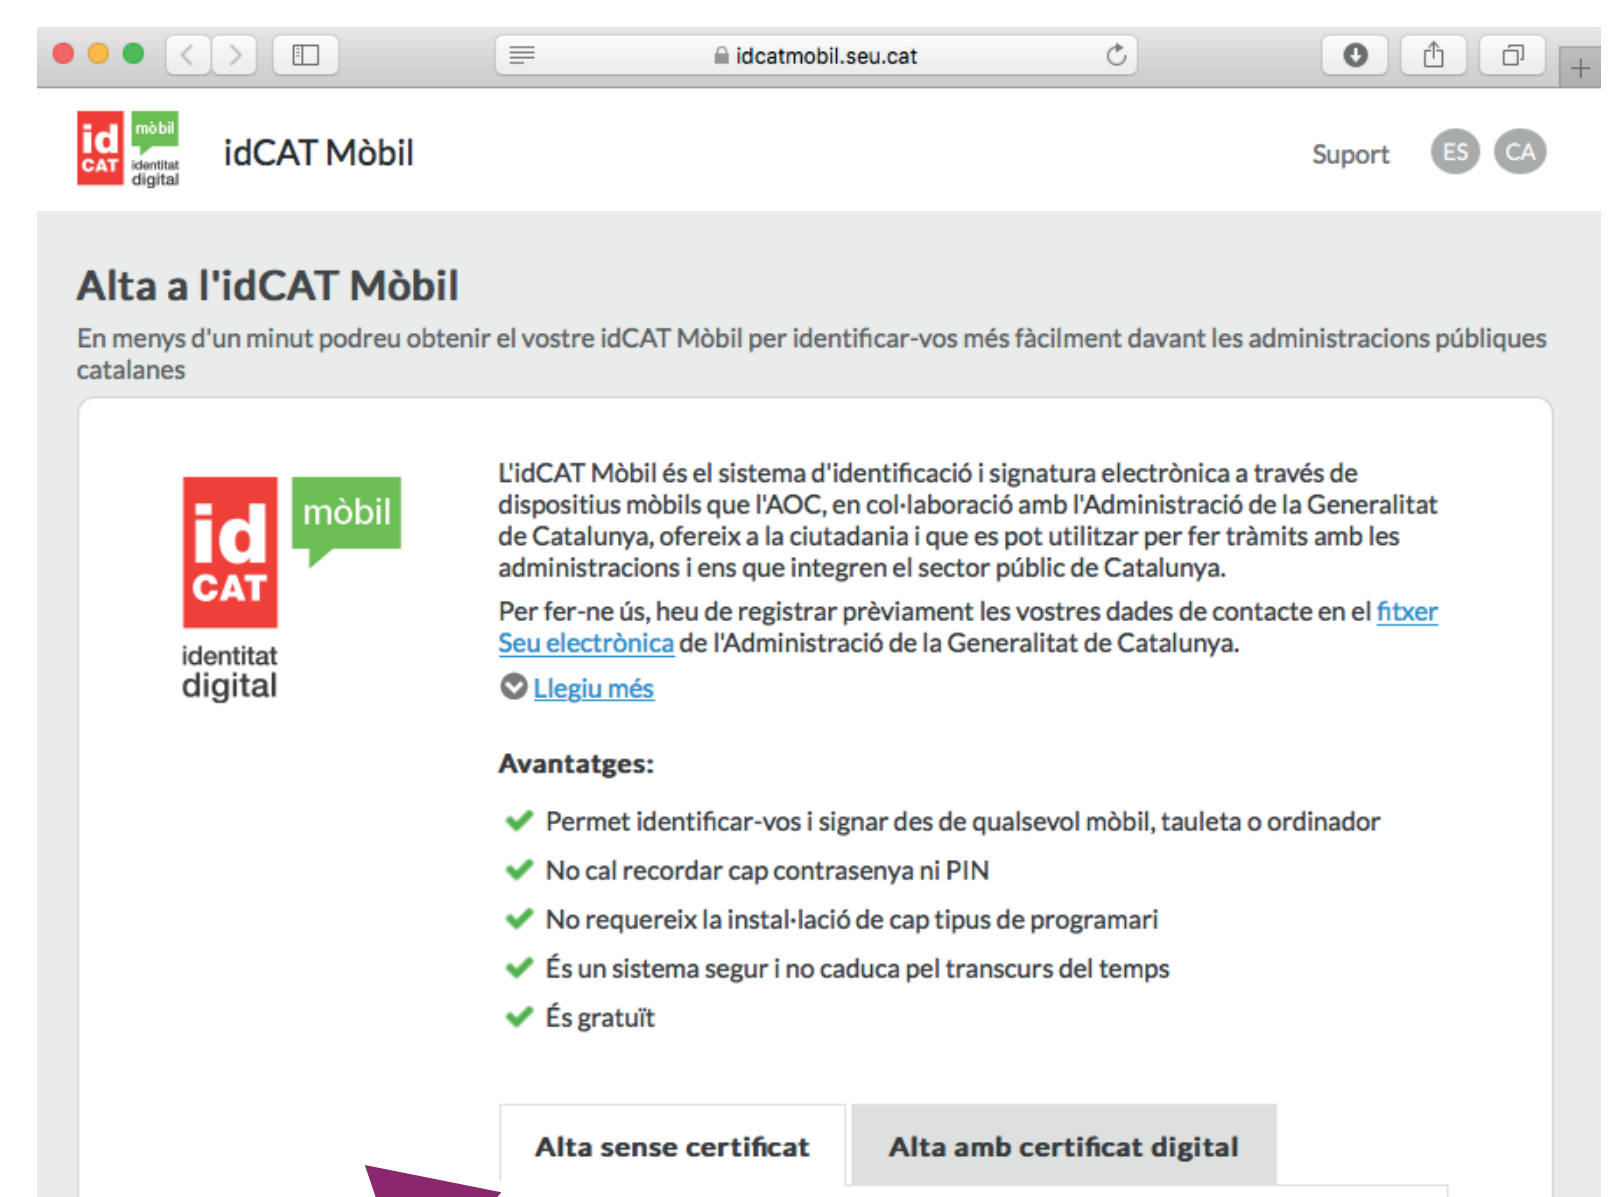 idcatmobil.seu.cat
id
CAT
mòbil
identitat
digital
idCAT Mòbil
Suport
ES
CA
Alta a l'idCAT Mòbil
En menys d'un minut podreu obtenir el vostre idCAT Mòbil per identificar-vos més fàcilment davant les administracions públiques
catalanes
id
CAT
mòbil
identitat
digital
L'idCAT Mòbil és el sistema d'identificació i signatura electrònica a través de
dispositius mòbils que l'AOC, en col·laboració amb l'Administració de la Generalitat
de Catalunya, ofereix a la ciutadania i que es pot utilitzar per fer tràmits amb les
administracions i ens que integren el sector públic de Catalunya.
Per fer-ne ús, heu de registrar prèviament les vostres dades de contacte en el fitxer
Seu electrònica de l'Administració de la Generalitat de Catalunya.
Llegiu més
Avantatges:
Permet identificar-vos i signar des de qualsevol mòbil, tauleta o ordinador
No cal recordar cap contrasenya ni PIN
No requereix la instal·lació de cap tipus de programari
És un sistema segur i no caduca pel transcurs del temps
És gratuït
Alta sense certificat
Alta amb certificat digital